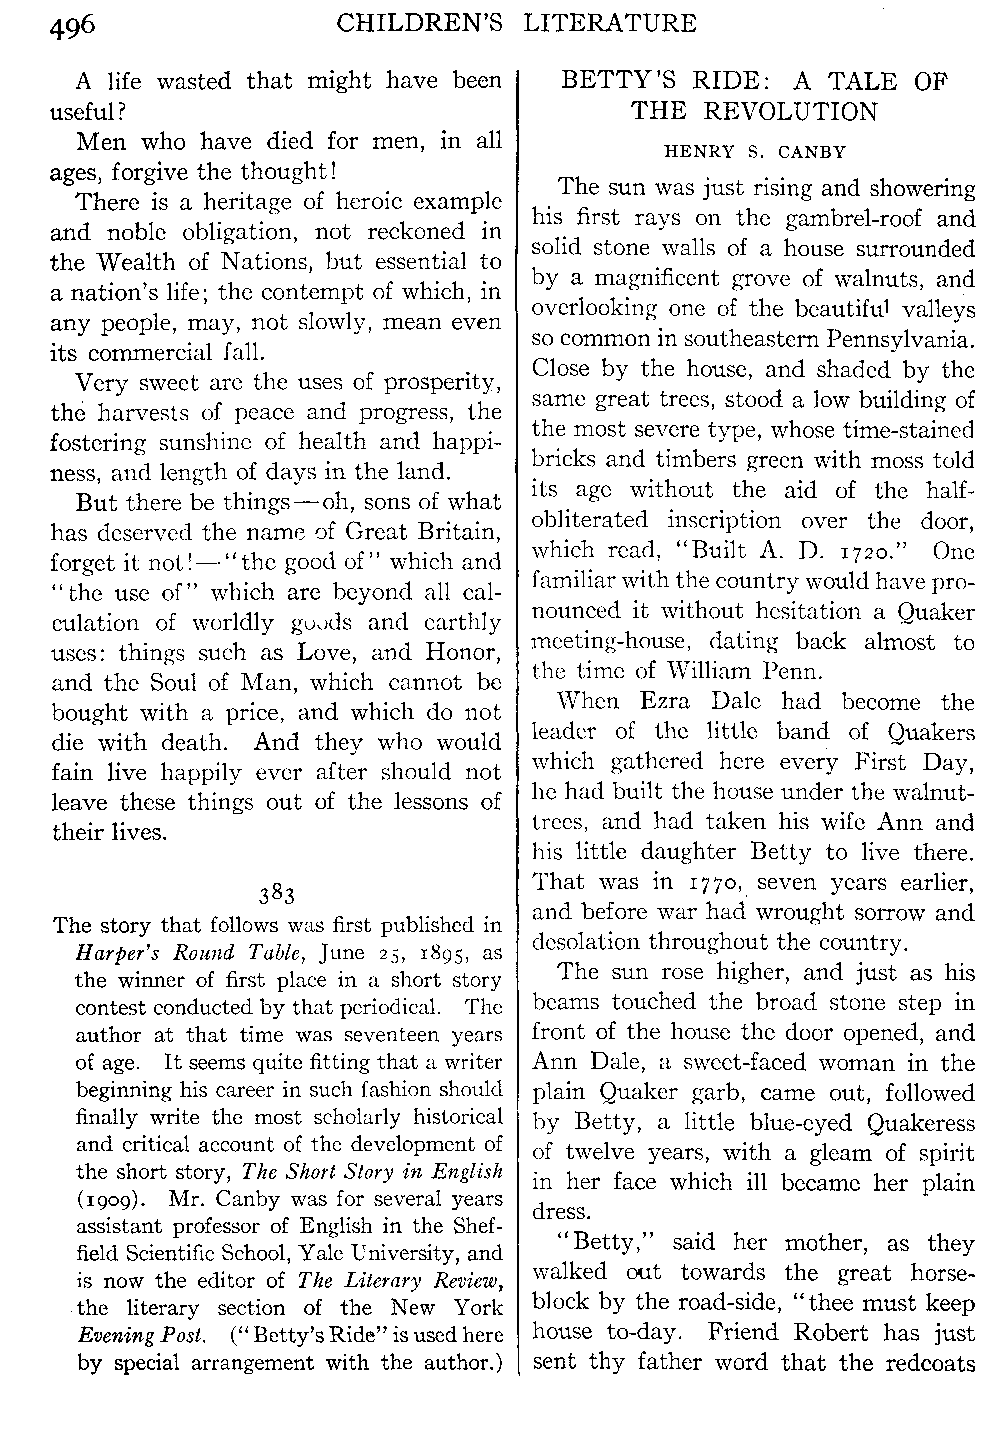 496
CHILDREN'S LITERATURE
A life wasted that might have been
useful?
Men who have died for men, in all
ages, forgive the thought!
There is a heritage of heroic example
and noble obligation, not reckoned in
the Wealth of Nations, but essential to
a nation's life; the contempt of which, in
any people, may, not slowly, mean even
its commercial fall.
Very sweet are the uses of prosperity,
the harvests of peace and progress, the
fostering sunshine of health and happi-
ness, and length of days in the land.
But there be things—oh, sons of what
has deserved the name of Great Britain,
forget it not!—"the good of" which and
"the use of" which are beyond all cal-
culation of worldly goods and earthly
uses: things such as Love, and Honor,
and the Soul of Man, which cannot be
bought with a price, and which do not
die with death. And they who would
fain live happily ever after should not
leave these things out of the lessons of
their lives.
383
The story that follows was first published in
Harper's Round Table, June 25, 1895, as
the winner of first place in a short story
contest conducted by that periodical. The
author at that time was seventeen years
of age. It seems quite fitting that a writer
beginning his career in such fashion should
finally write the most scholarly historical
and critical account of the development of
the short story, The Short Story in English
(1909). Mr. Canby was for several years
assistant professor of English in the Shef-
field Scientific School, Yale University, and
is now the editor of The Literary Review,
the literary section of the New York
Evening Post. ("Betty's Ride" is used here
by special arrangement with the author.)
BETTY'S RIDE: A TALE OF
THE REVOLUTION
HENRY S. CANBY
The sun was just rising and showering
his first rays on the gambrel-roof and
solid stone walls of a house surrounded
by a magnificent grove of walnuts, and
overlooking one of the beautiful valleys
so common in southeastern Pennsylvania.
Close by the house, and shaded by the
same great trees, stood a low building of
the most severe type, whose time-stained
bricks and timbers green with moss told
its age without the aid of the half-
obliterated inscription over the door,
which read, "Built A. D. 1720." One
familiar with the country would have pro-
nounced it without hesitation a Quaker
meeting-house, dating back almost to
the time of William Penn.
When Ezra Dale had become the
leader of the little band of Quakers
which gathered here every First Day,
he had built the house under the walnut-
trees, and had taken his wife Ann and
his little daughter Betty to live there.
That was in 1770, seven years earlier,
and before war had wrought sorrow and
desolation throughout the country.
The sun rose higher, and just as his
beams touched the broad stone step in
front of the house the door opened, and
Ann Dale, a sweet-faced woman in the
plain Quaker garb, came out, followed
by Betty, a little blue-eyed Quakeress
of twelve years, with a gleam of spirit
in her face which ill became her plain
dress.
"Betty," said her mother, as they
walked out towards the great horse-
block by the road-side, "thee must keep
house to-day. Friend Robert has just
sent thy father word that the redcoats